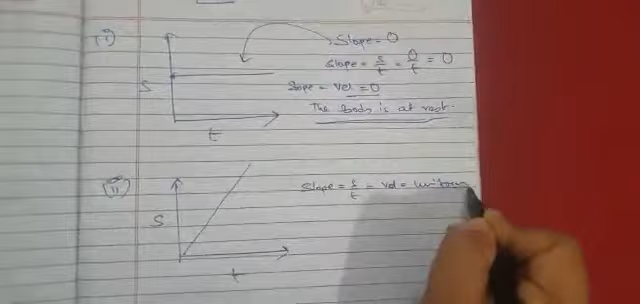 (i)
Slope = 0
Slope = s/t = 0/t = 0
S
Slope = vel = 0
The body is at rest.
t
(ii)
Slope = s/t = vel = uniform
S
t